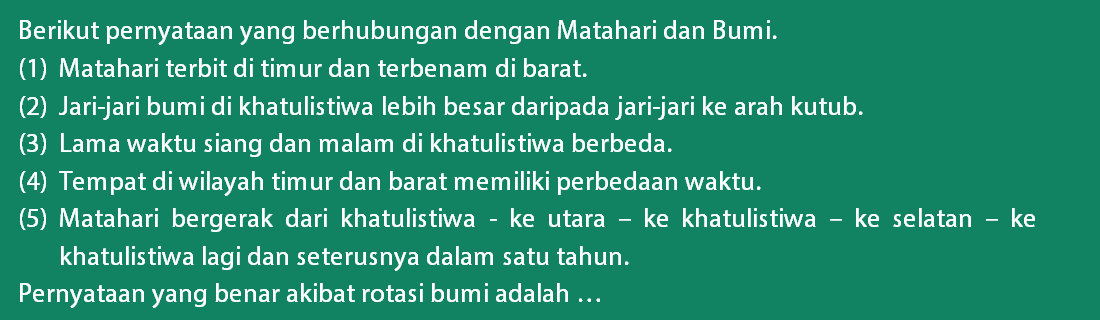 Berikut pernyataan yang berhubungan dengan Matahari dan Bumi.
(1) Matahari terbit di timur dan terbenam di barat.
(2) Jari-jari bumi di khatulistiwa lebih besar daripada jari-jari ke arah kutub.
(3) Lama waktu siang dan malam di khatulistiwa berbeda.
(4) Tempat di wilayah timur dan barat memiliki perbedaan waktu.
(5) Matahari bergerak dari khatulistiwa - ke utara – ke khatulistiwa – ke selatan – ke
khatulistiwa lagi dan seterusnya dalam satu tahun.
Pernyataan yang benar akibat rotasi bumi adalah …